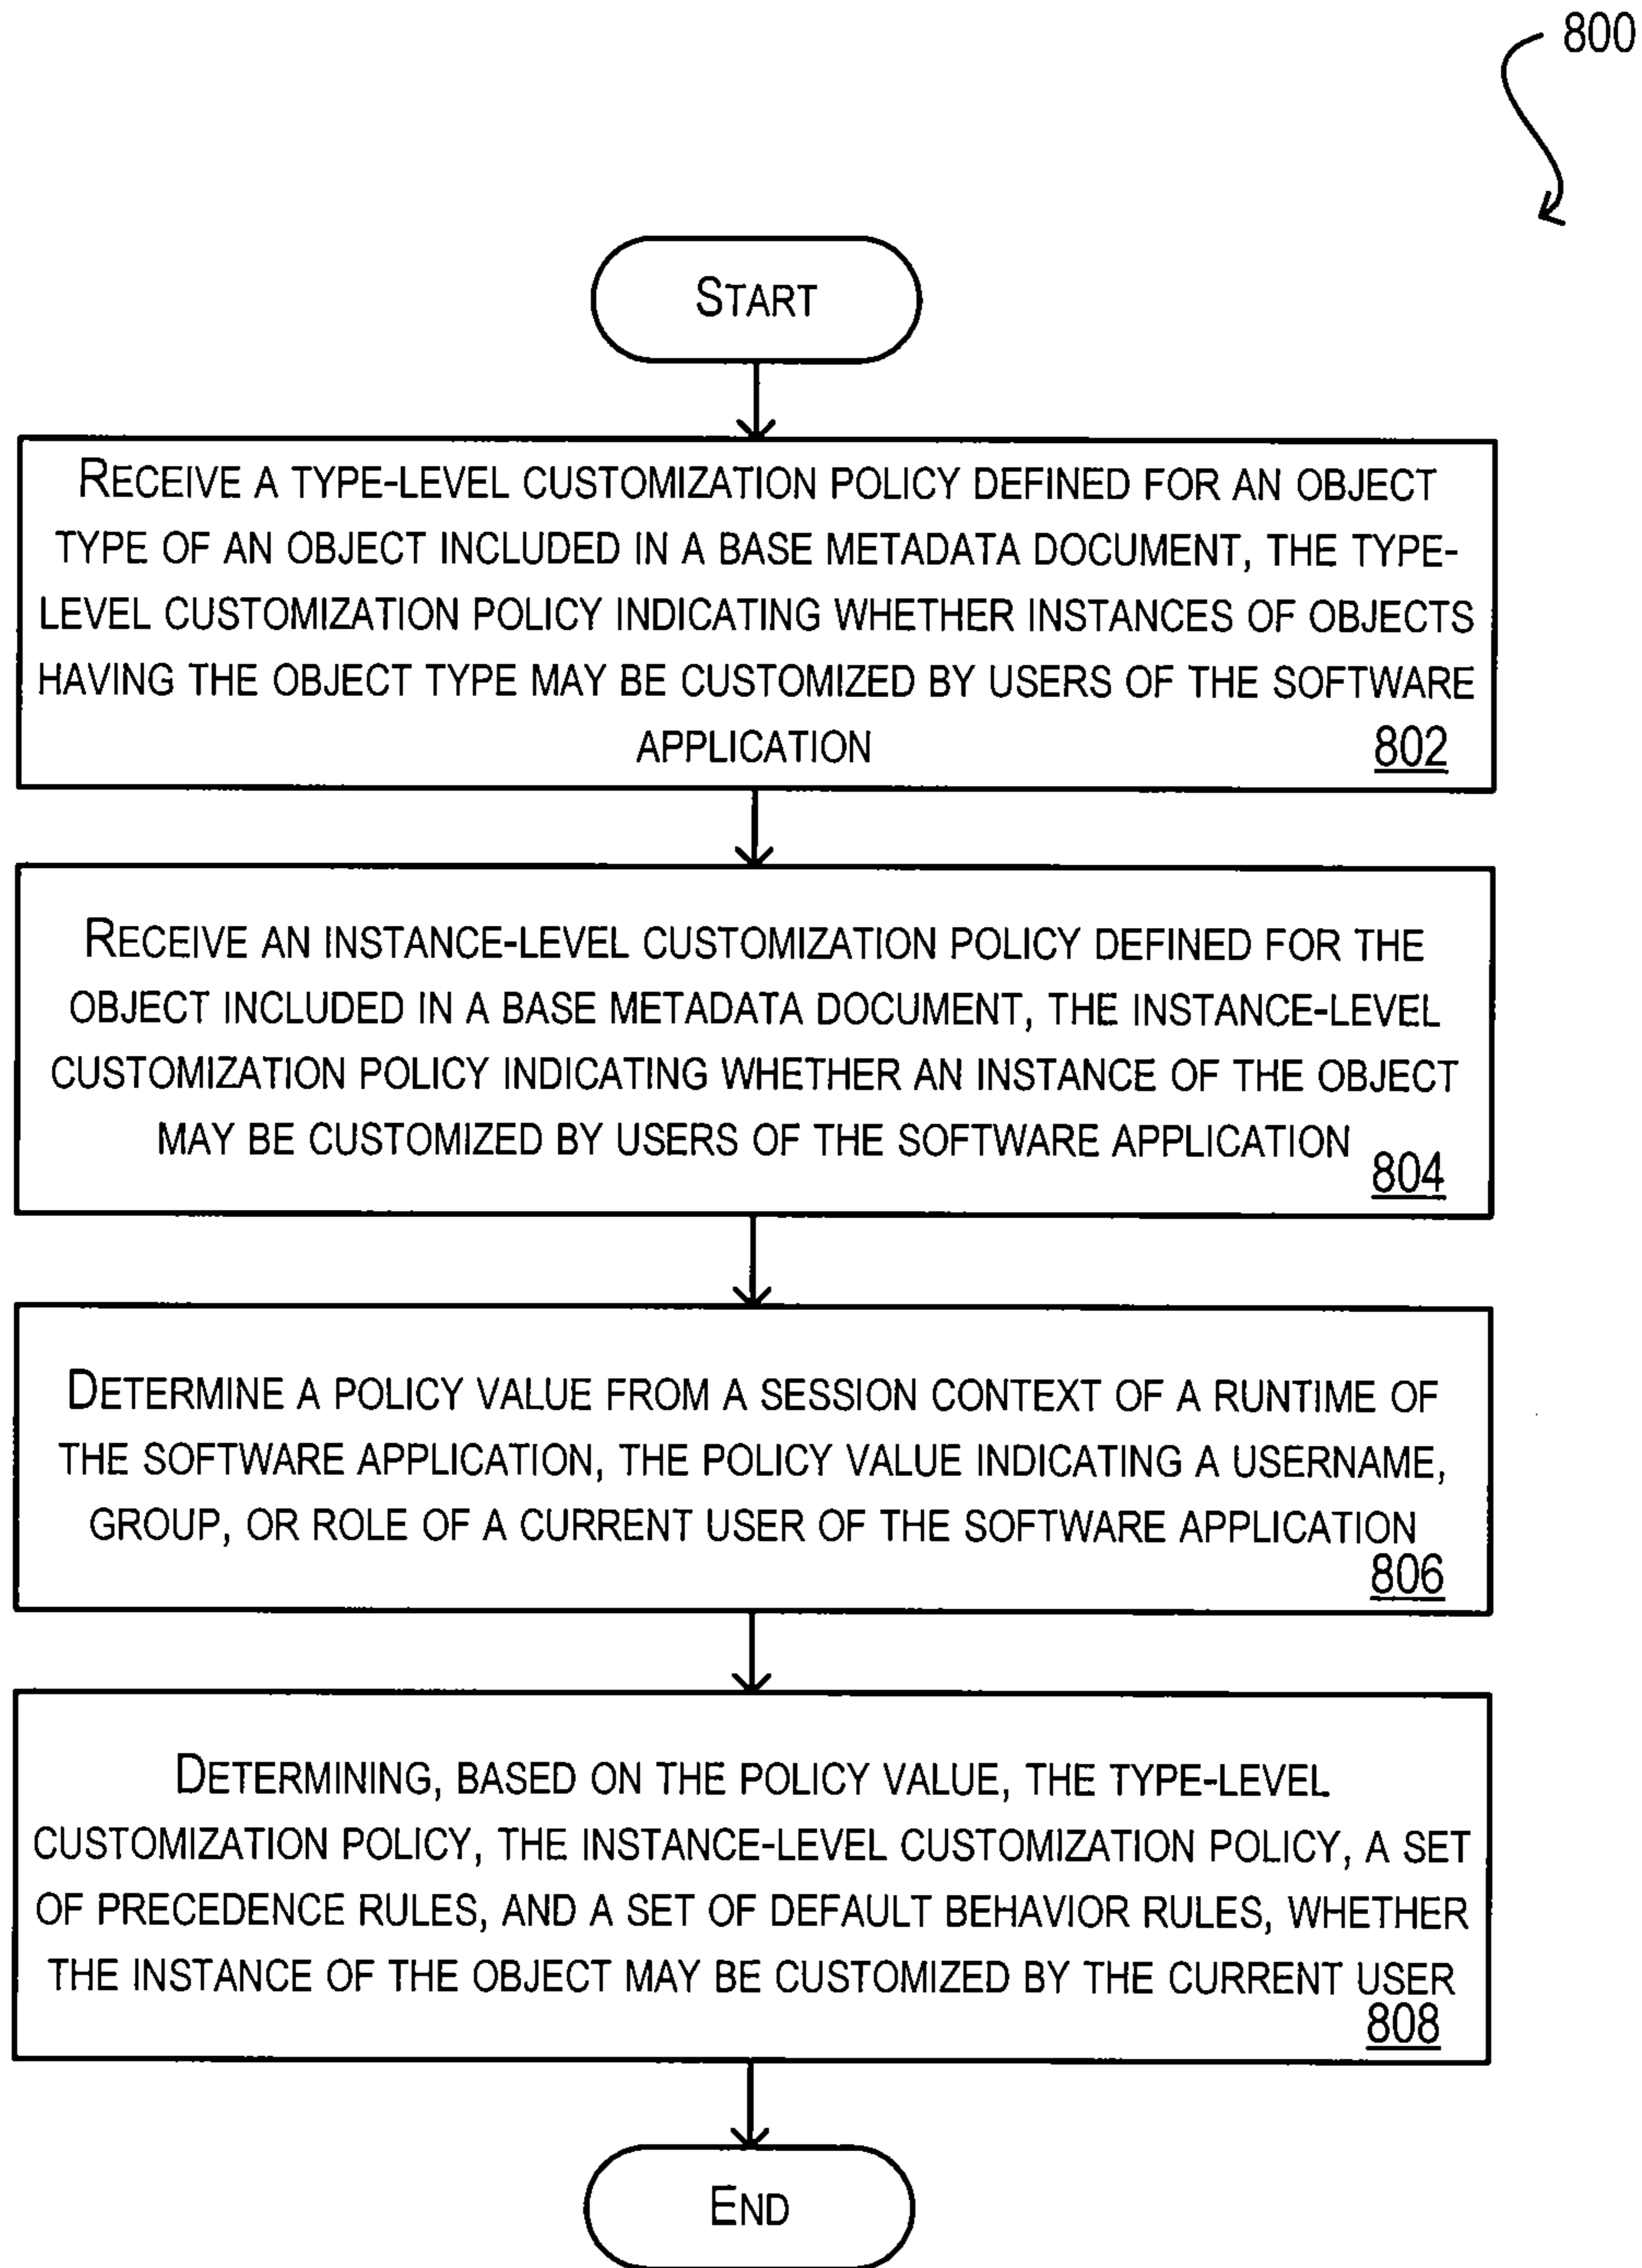 800
START
RECEIVE A TYPE-LEVEL CUSTOMIZATION POLICY DEFINED FOR AN OBJECT
TYPE OF AN OBJECT INCLUDED IN A BASE METADATA DOCUMENT, THE TYPE-
LEVEL CUSTOMIZATION POLICY INDICATING WHETHER INSTANCES OF OBJECTS
HAVING THE OBJECT TYPE MAY BE CUSTOMIZED BY USERS OF THE SOFTWARE
APPLICATION
802
RECEIVE AN INSTANCE-LEVEL CUSTOMIZATION POLICY DEFINED FOR THE
OBJECT INCLUDED IN A BASE METADATA DOCUMENT, THE INSTANCE-LEVEL
CUSTOMIZATION POLICY INDICATING WHETHER AN INSTANCE OF THE OBJECT
MAY BE CUSTOMIZED BY USERS OF THE SOFTWARE APPLICATION
804
DETERMINE A POLICY VALUE FROM A SESSION CONTEXT OF A RUNTIME OF
THE SOFTWARE APPLICATION, THE POLICY VALUE INDICATING A USERNAME,
GROUP, OR ROLE OF A CURRENT USER OF THE SOFTWARE APPLICATION
806
DETERMINING, BASED ON THE POLICY VALUE, THE TYPE-LEVEL
CUSTOMIZATION POLICY, THE INSTANCE-LEVEL CUSTOMIZATION POLICY, A SET
OF PRECEDENCE RULES, AND A SET OF DEFAULT BEHAVIOR RULES, WHETHER
THE INSTANCE OF THE OBJECT MAY BE CUSTOMIZED BY THE CURRENT USER
808
END